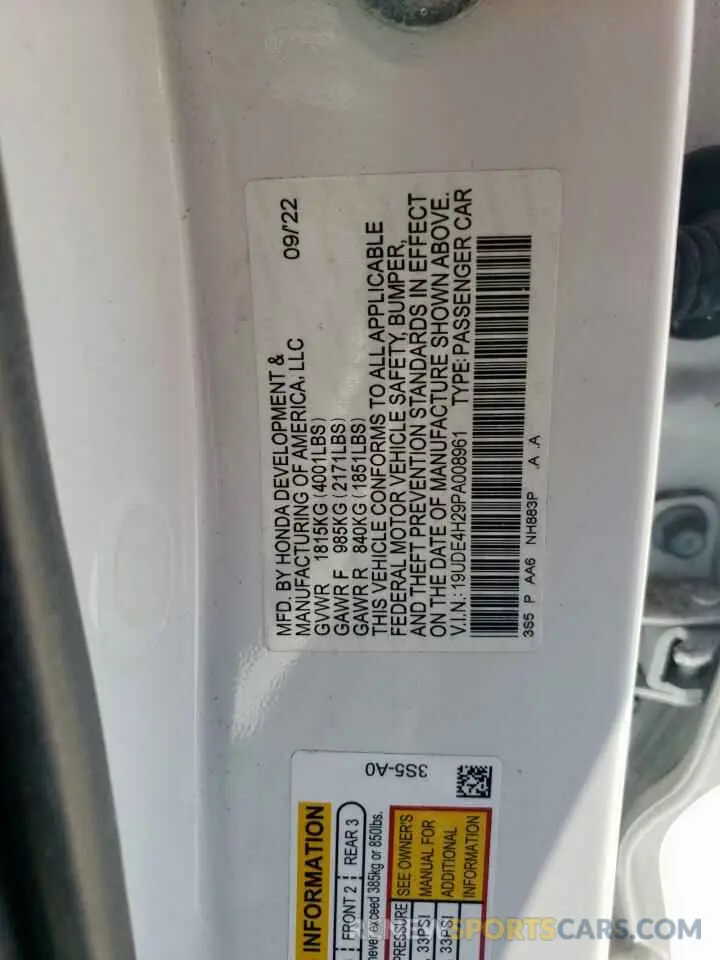 MFD. BY HONDA DEVELOPMENT &
MANUFACTURING OF AMERICA, LLC 09/'22
GVWR 1815KG (4001LBS)
GAWR F 985KG (2171LBS)
GAWR R 840KG (1851LBS)
THIS VEHICLE CONFORMS TO ALL APPLICABLE
FEDERAL MOTOR VEHICLE SAFETY, BUMPER,
AND THEFT PREVENTION STANDARDS IN EFFECT
ON THE DATE OF MANUFACTURE SHOWN ABOVE.
V.I.N.: 19UDE4H29PA008961 TYPE: PASSENGER CAR
3S5 P AA6 NH883P .A .A
3S5-A0
INFORMATION
FRONT 2 REAR 3
never exceed 385kg or 850lbs.
PRESSURE SEE OWNER'S
33PSI MANUAL FOR
33PSI ADDITIONAL
INFORMATION
SPORTSCARS.COM